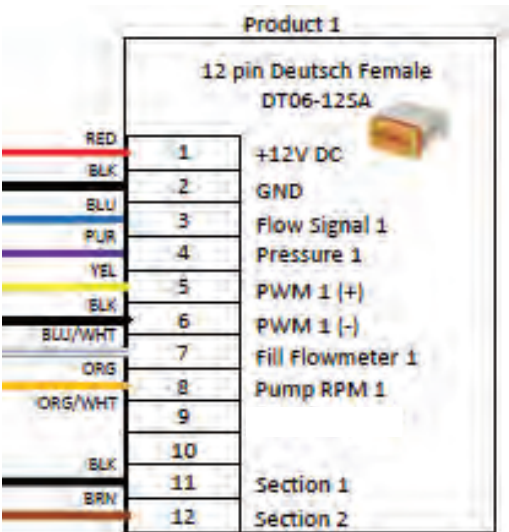 Product 1
12 pin Deutsch Female
DT06-12SA
RED 1 +12V DC
BLK 2 GND
BLU 3 Flow Signal 1
PUR 4 Pressure 1
YEL 5 PWM 1 (+)
BLK 6 PWM 1 (-)
BLU/WHT 7 Fill Flowmeter 1
ORG 8 Pump RPM 1
ORG/WHT 9
10
BLK 11 Section 1
BRN 12 Section 2